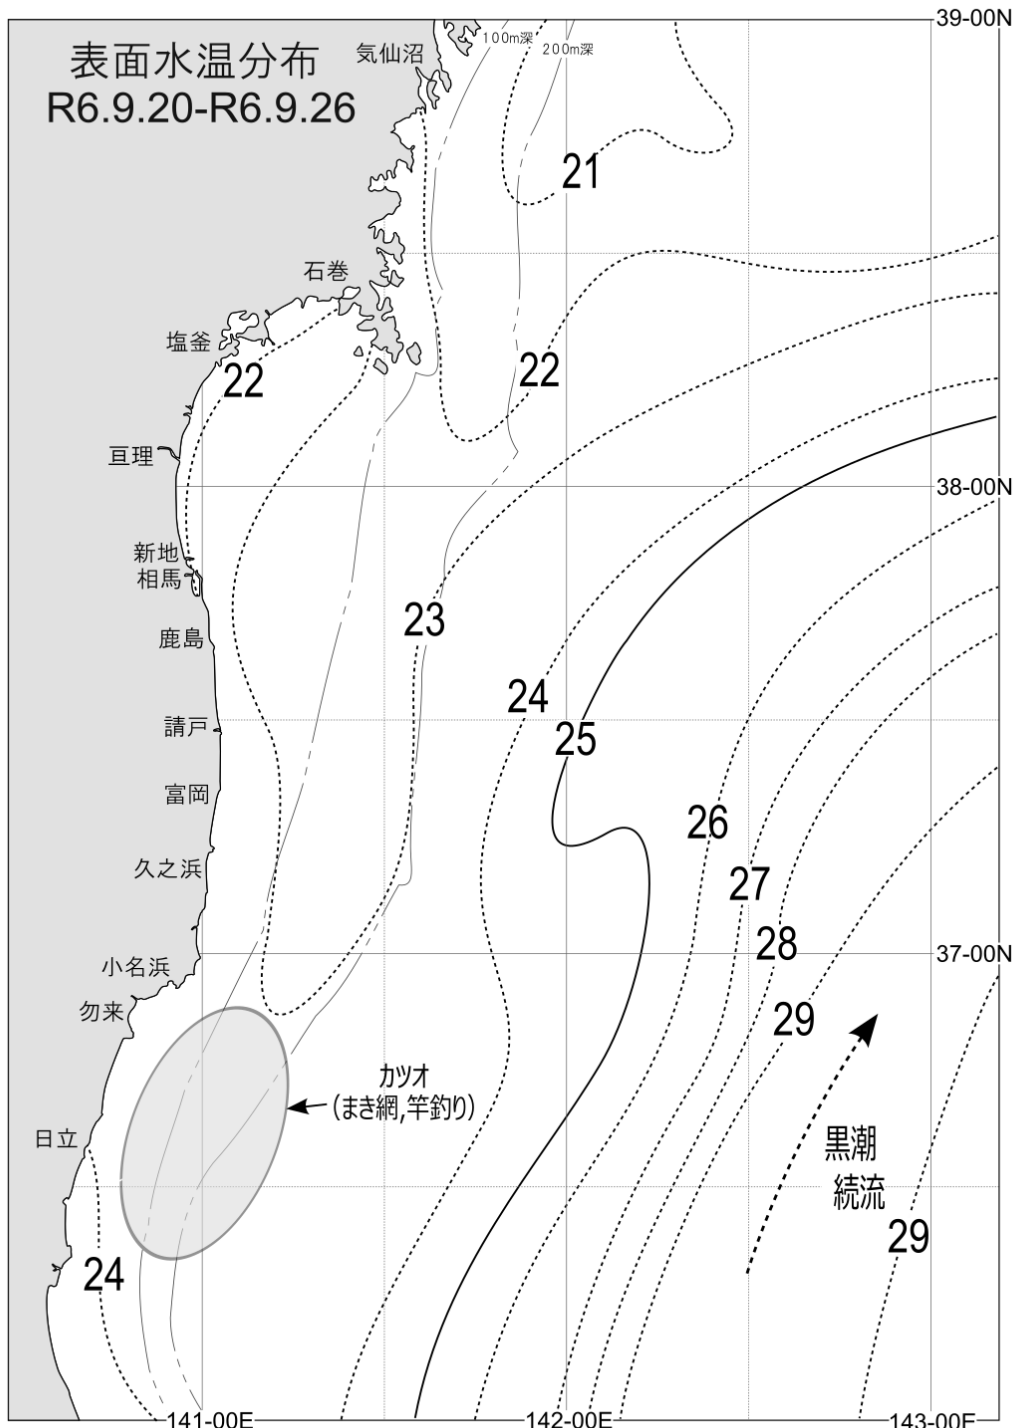 39-00N
100m深
気仙沼
200m深
表面水温分布
R6.9.20-R6.9.26
21
石巻
塩釜
22
22
亘理
38-00N
新地
相馬
23
鹿島
24
請戸
25
富岡
26
久之浜
27
28
37-00N
小名浜
勿来
29
カツオ
(まき網,竿釣り)
日立
黒潮
続流
29
24
141-00E
142-00E
143-00E